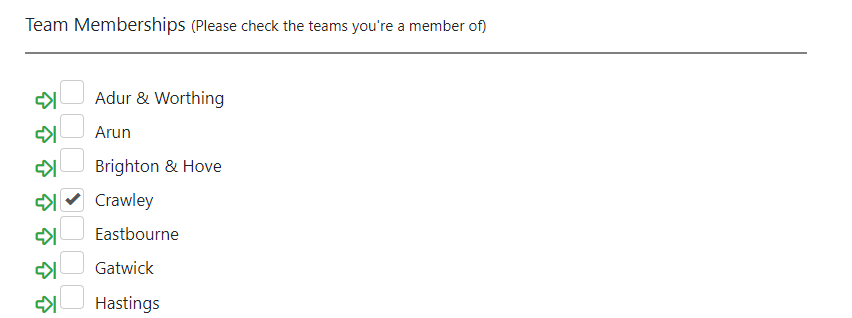 Team Memberships (Please check the teams you're a member of)
Adur & Worthing
Arun
Brighton & Hove
Crawley
Eastbourne
Gatwick
Hastings